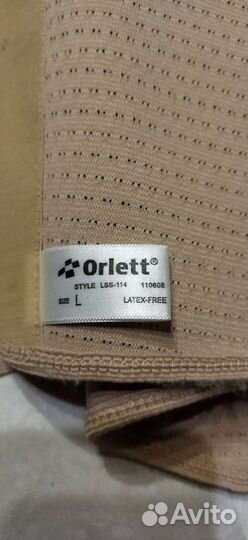 Orlett®
STYLE LSS-114 110608
SIZE L LATEX-FREE
Avito